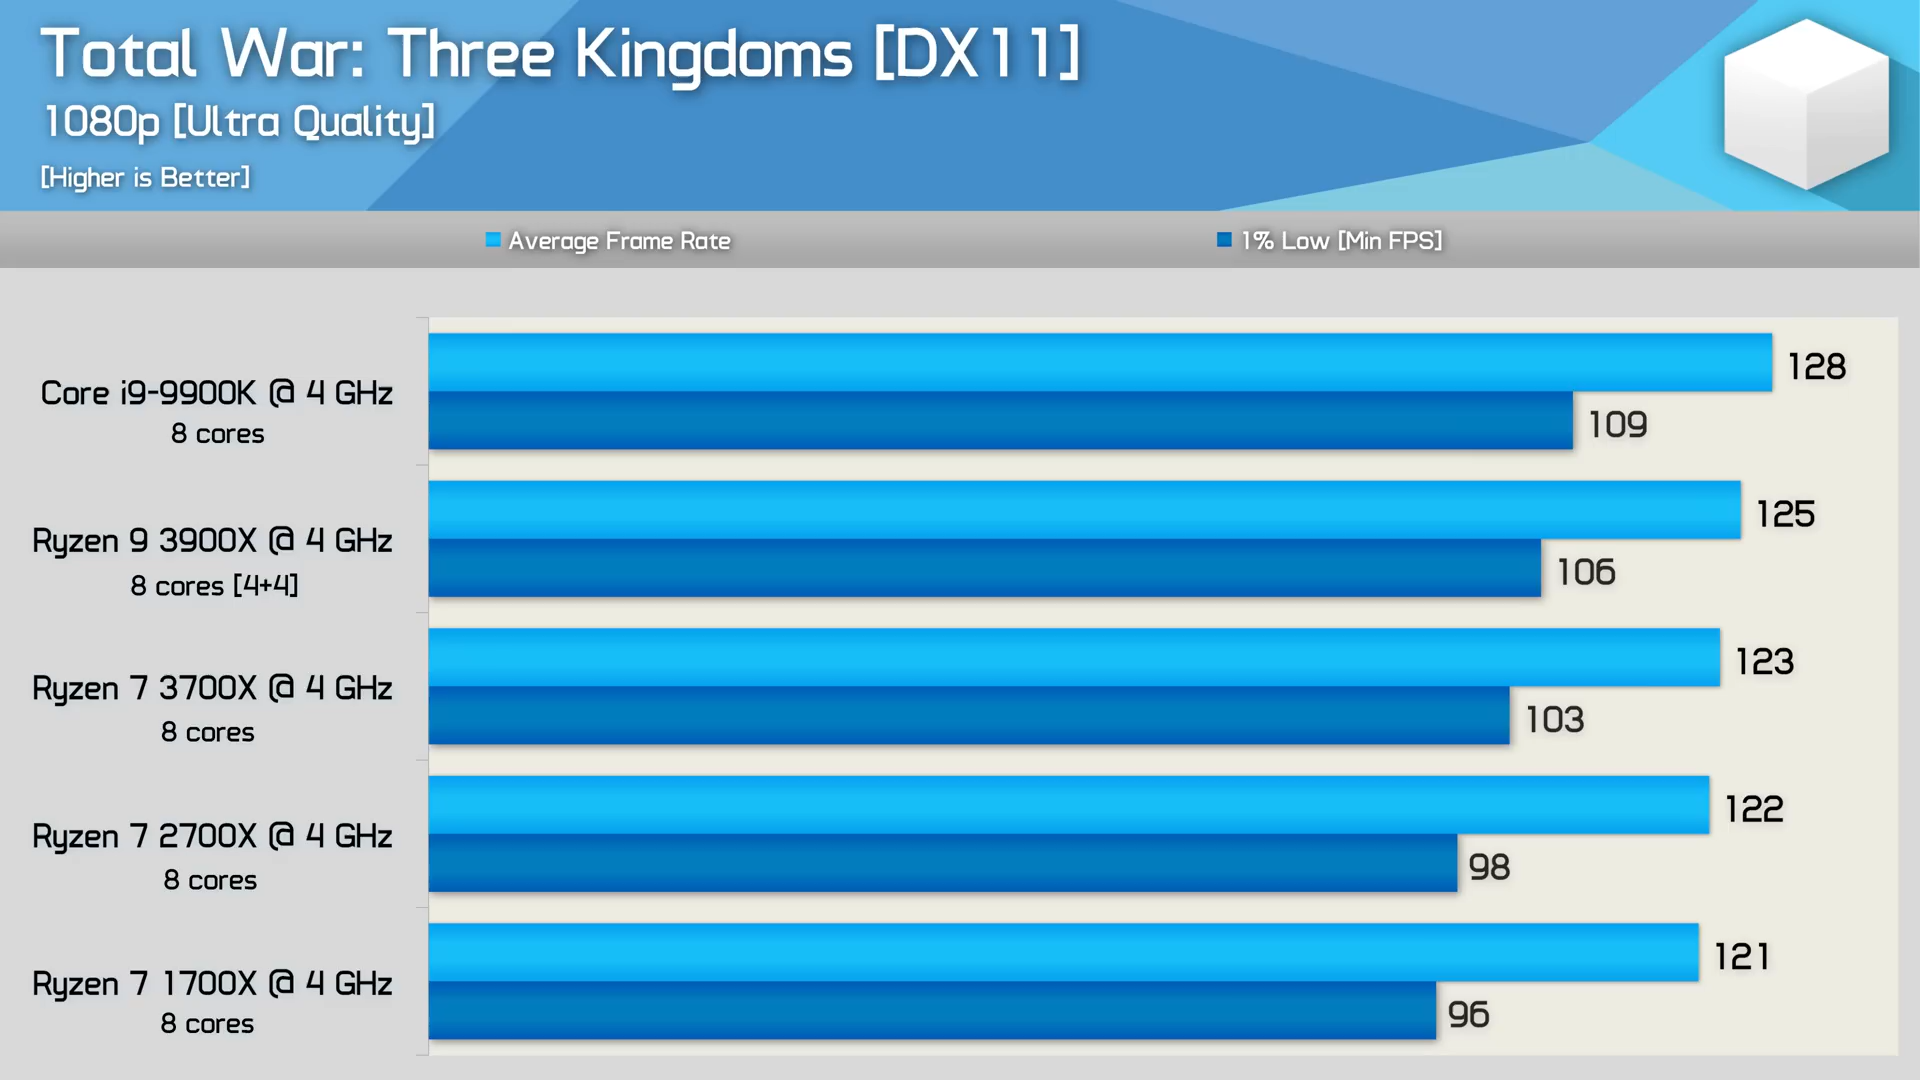 Total War: Three Kingdoms [DX11]
1080p [Ultra Quality]
[Higher is Better]
Average Frame Rate
1% Low [Min FPS]
Core i9-9900K @ 4 GHz
8 cores
128
109
Ryzen 9 3900X @ 4 GHz
8 cores [4+4]
125
106
Ryzen 7 3700X @ 4 GHz
8 cores
123
103
Ryzen 7 2700X @ 4 GHz
8 cores
122
98
Ryzen 7 1700X @ 4 GHz
8 cores
121
96